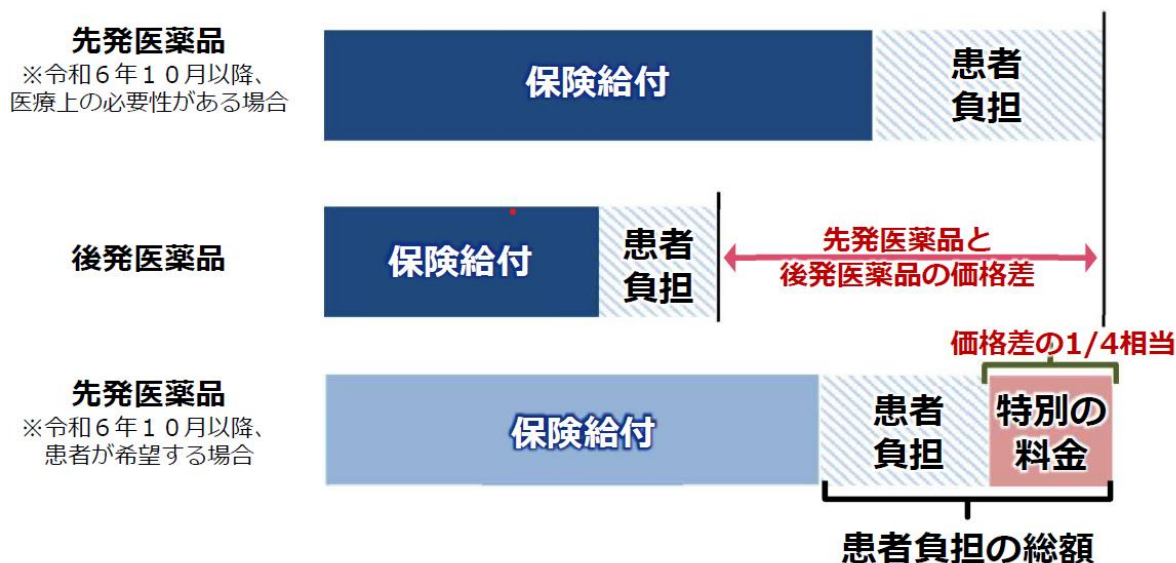 先発医薬品
※令和６年１０月以降、
医療上の必要性がある場合
保険給付
患者
負担
後発医薬品
保険給付
患者
負担
先発医薬品と
後発医薬品の価格差
価格差の1/4相当
先発医薬品
※令和６年１０月以降、
患者が希望する場合
保険給付
患者
負担
特別の
料金
患者負担の総額